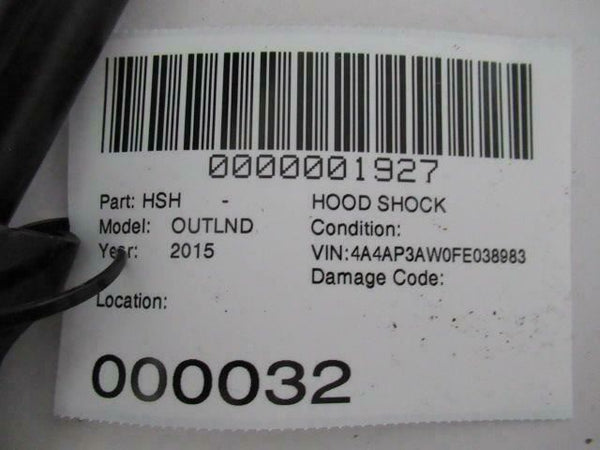 0000001927
Part: HSH - HOOD SHOCK
Model: OUTLND Condition:
Year: 2015 VIN:4A4AP3AW0FE038983
Damage Code:
Location:
000032